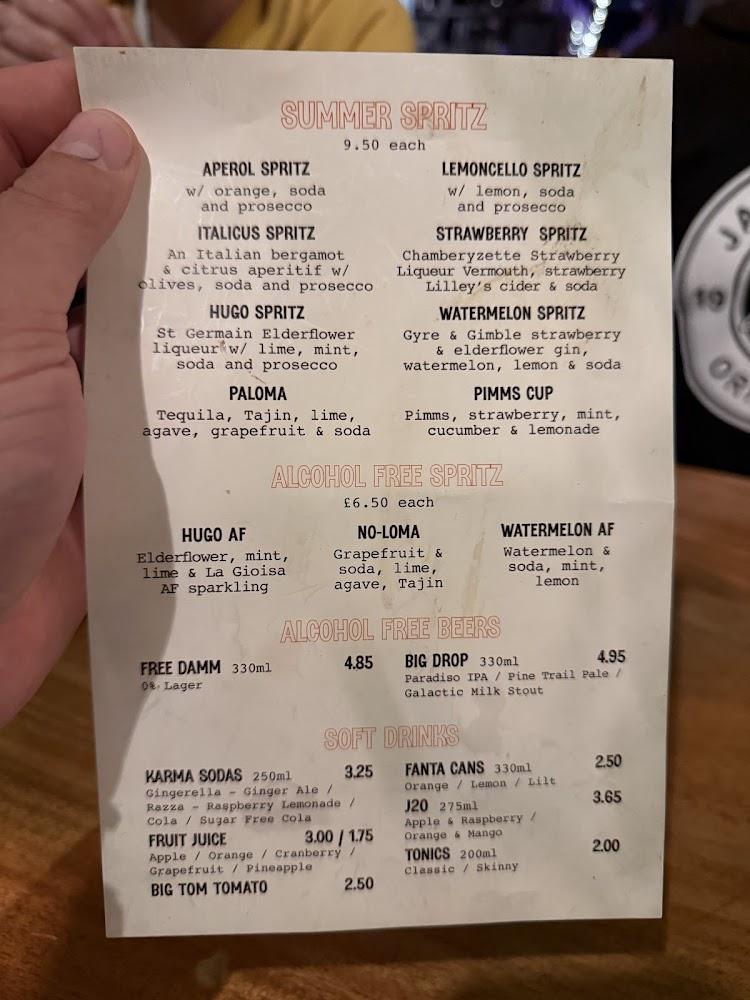 SUMMER SPRITZ
9.50 each
APEROL SPRITZ
w/ orange, soda
and prosecco
LEMONCELLO SPRITZ
w/ lemon, soda
and prosecco
ITALICUS SPRITZ
An Italian bergamot
& citrus aperitif w/
olives, soda and prosecco
STRAWBERRY SPRITZ
Chamberyzette Strawberry
Liqueur Vermouth, strawberry
Lilley's cider & soda
HUGO SPRITZ
St Germain Elderflower
liqueur w/ lime, mint,
soda and prosecco
WATERMELON SPRITZ
Gyre & Gimble strawberry
& elderflower gin,
watermelon, lemon & soda
PALOMA
Tequila, Tajin, lime,
agave, grapefruit & soda
PIMMS CUP
Pimms, strawberry, mint,
cucumber & lemonade
ALCOHOL FREE SPRITZ
£6.50 each
HUGO AF
Elderflower, mint,
lime & La Gioisa
AF sparkling
NO-LOMA
Grapefruit &
soda, lime,
agave, Tajin
WATERMELON AF
Watermelon &
soda, mint,
lemon
ALCOHOL FREE BEERS
FREE DAMM 330ml 4.85
0% Lager
BIG DROP 330ml 4.95
Paradiso IPA / Pine Trail Pale /
Galactic Milk Stout
SOFT DRINKS
KARMA SODAS 250ml 3.25
Gingerella - Ginger Ale /
Razza - Raspberry Lemonade /
Cola / Sugar Free Cola
FRUIT JUICE 3.00 / 1.75
Apple / Orange / Cranberry /
Grapefruit / Pineapple
BIG TOM TOMATO 2.50
FANTA CANS 330ml 2.50
Orange / Lemon / Lilt
J2O 275ml 3.65
Apple & Raspberry /
Orange & Mango
TONICS 200ml 2.00
Classic / Skinny
JA
19
ORI